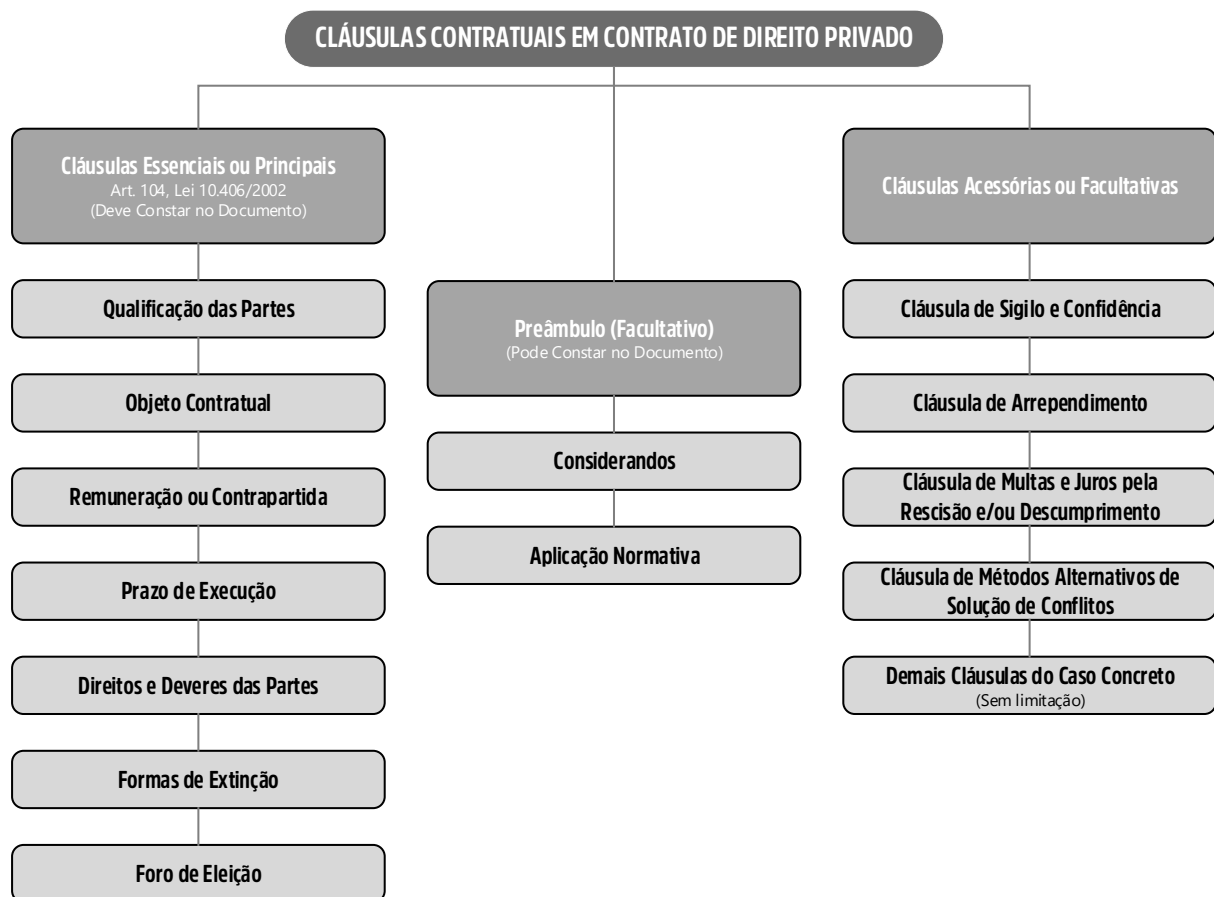 CLÁUSULAS CONTRATUAIS EM CONTRATO DE DIREITO PRIVADO
Cláusulas Essenciais ou Principais
Art. 104, Lei 10.406/2002
(Deve Constar no Documento)
Qualificação das Partes
Objeto Contratual
Remuneração ou Contrapartida
Prazo de Execução
Direitos e Deveres das Partes
Formas de Extinção
Foro de Eleição
Preâmbulo (Facultativo)
(Pode Constar no Documento)
Considerandos
Aplicação Normativa
Cláusulas Acessórias ou Facultativas
Cláusula de Sigilo e Confidência
Cláusula de Arrependimento
Cláusula de Multas e Juros pela
Rescisão e/ou Descumprimento
Cláusula de Métodos Alternativos de
Solução de Conflitos
Demais Cláusulas do Caso Concreto
(Sem limitação)